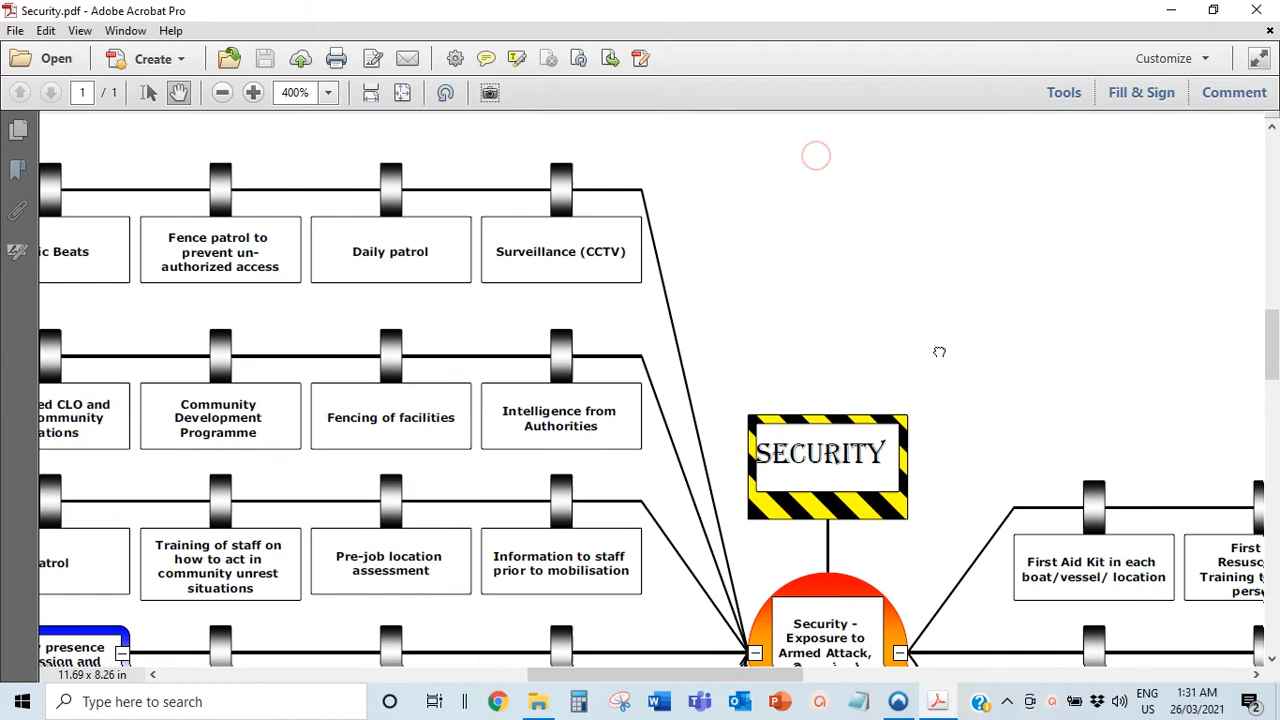 Security.pdf - Adobe Acrobat Pro
File Edit View Window Help
Open Create Customize
1 / 1 400% Tools Fill & Sign Comment
ic Beats
Fence patrol to
prevent un-
authorized access
Daily patrol
Surveillance (CCTV)
ed CLO and
ommunity
ations
Community
Development
Programme
Fencing of facilities
Intelligence from
Authorities
SECURITY
atrol
Training of staff on
how to act in
community unrest
situations
Pre-job location
assessment
Information to staff
prior to mobilisation
First Aid Kit in each
boat/vessel/ location
First
Resusc
Training t
pers
y presence
ssion and
Security -
Exposure to
Armed Attack,
11.69 x 8.26 in
Type here to search
ENG
UK
1:31 AM
26/03/2021
2